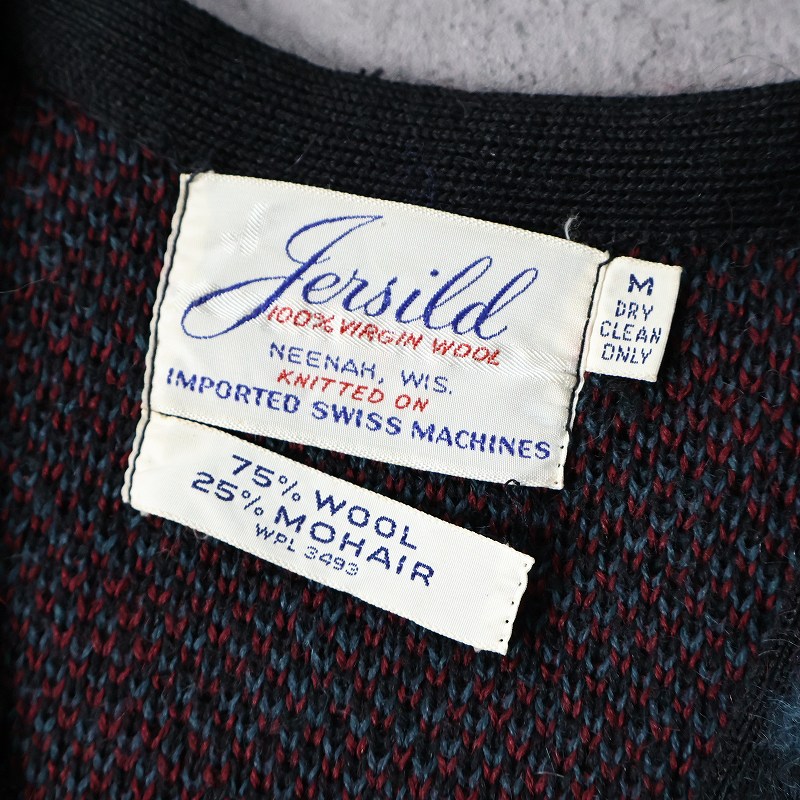 Jersild
100% VIRGIN WOOL
NEENAH, WIS.
KNITTED ON
IMPORTED SWISS MACHINES
M
DRY
CLEAN
ONLY
75% WOOL
25% MOHAIR
WPL 3493